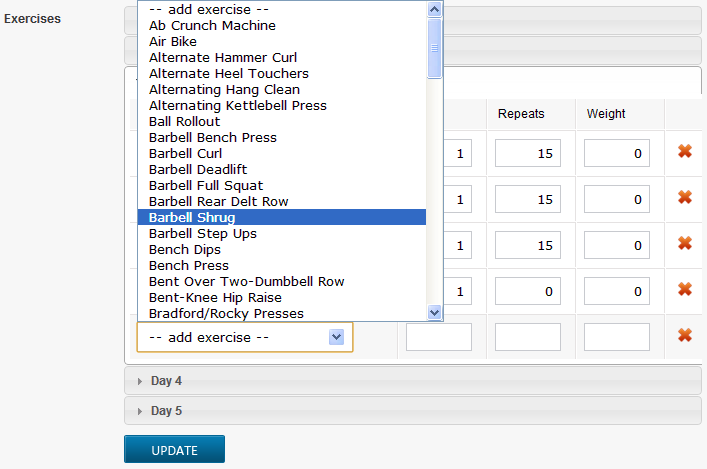 Exercises
-- add exercise --
Ab Crunch Machine
Air Bike
Alternate Hammer Curl
Alternate Heel Touchers
Alternating Hang Clean
Alternating Kettlebell Press
Ball Rollout
Barbell Bench Press
Barbell Curl
Barbell Deadlift
Barbell Full Squat
Barbell Rear Delt Row
Barbell Shrug
Barbell Step Ups
Bench Dips
Bench Press
Bent Over Two-Dumbbell Row
Bent-Knee Hip Raise
Bradford/Rocky Presses
Repeats Weight
1 15 0
1 15 0
1 15 0
1 0 0
-- add exercise --
Day 4
Day 5
UPDATE